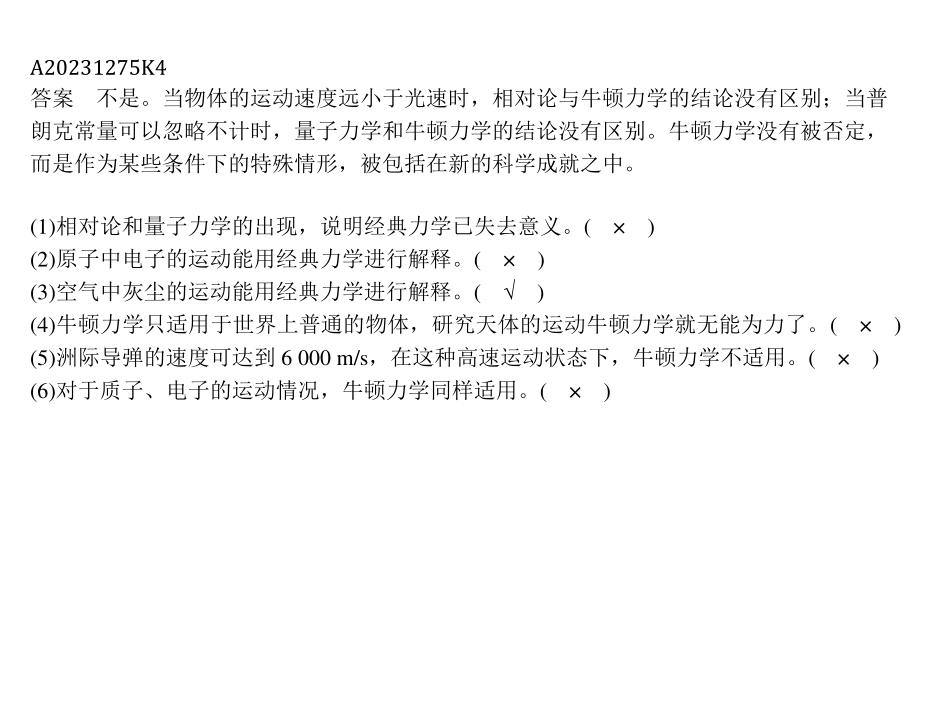 A20231275K4
答案　不是。当物体的运动速度远小于光速时，相对论与牛顿力学的结论没有区别；当普
朗克常量可以忽略不计时，量子力学和牛顿力学的结论没有区别。牛顿力学没有被否定，
而是作为某些条件下的特殊情形，被包括在新的科学成就之中。
(1)相对论和量子力学的出现，说明经典力学已失去意义。(　×　)
(2)原子中电子的运动能用经典力学进行解释。(　×　)
(3)空气中灰尘的运动能用经典力学进行解释。(　√　)
(4)牛顿力学只适用于世界上普通的物体，研究天体的运动牛顿力学就无能为力了。(　×　)
(5)洲际导弹的速度可达到 6 000 m/s，在这种高速运动状态下，牛顿力学不适用。(　×　)
(6)对于质子、电子的运动情况，牛顿力学同样适用。(　×　)